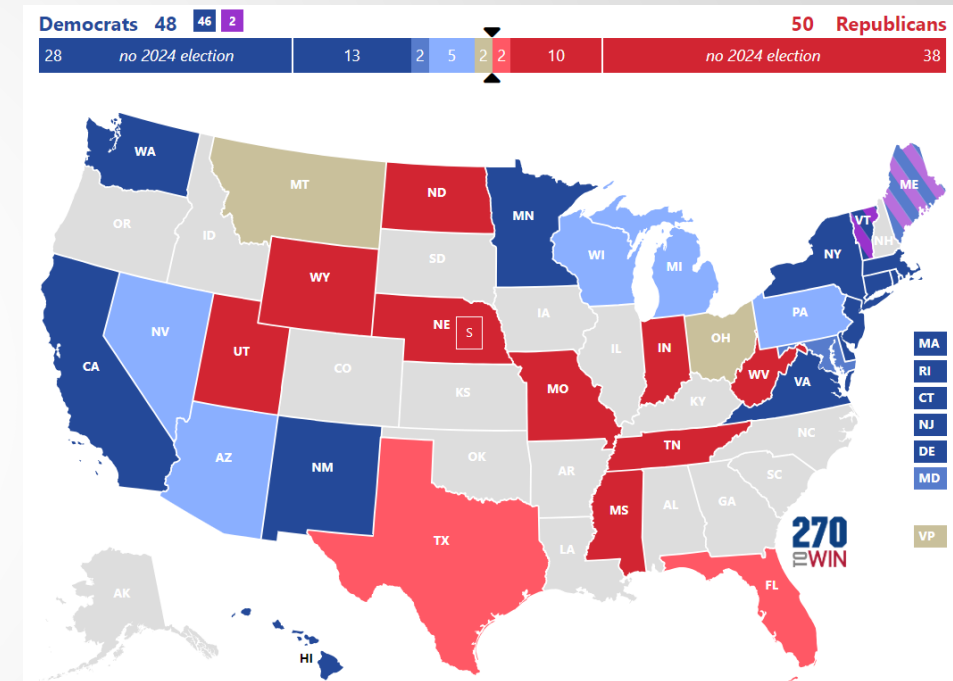 Democrats 48 46 2 50 Republicans
28 no 2024 election 13 2 5 2 2 10 no 2024 election 38
WA
MT
ND
MN
ME
OR
ID
VT
NH
SD
WI
NY
WY
MI
NE S
IA
PA
NV
UT
IL
IN
OH
CA
CO
MO
WV
VA
KS
KY
AZ
NM
OK
TN
NC
AR
SC
MS
AL
GA
TX
LA
FL
AK
HI
MA
RI
CT
NJ
DE
MD
VP
270
TO WIN